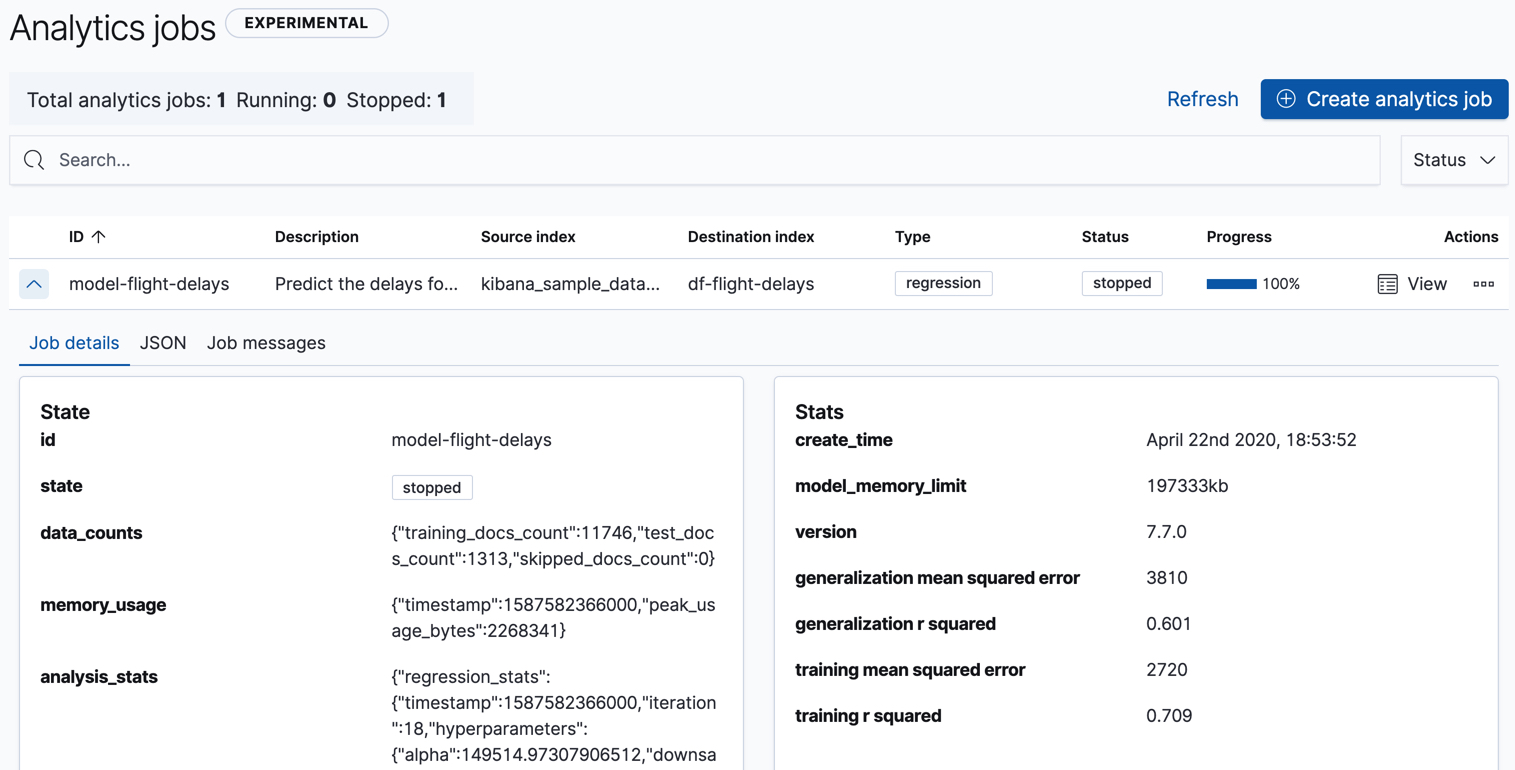 Analytics jobs EXPERIMENTAL
Total analytics jobs: 1 Running: 0 Stopped: 1
Refresh
Create analytics job
Search...
Status
ID Description Source index Destination index Type Status Progress Actions
model-flight-delays Predict the delays fo... kibana_sample_data... df-flight-delays regression stopped 100% View
Job details JSON Job messages
State
id model-flight-delays
state stopped
data_counts {"training_docs_count":11746,"test_doc
s_count":1313,"skipped_docs_count":0}
memory_usage {"timestamp":1587582366000,"peak_us
age_bytes":2268341}
analysis_stats {"regression_stats":
{"timestamp":1587582366000,"iteration
":18,"hyperparameters":
{"alpha":149514.97307906512,"downsa
Stats
create_time April 22nd 2020, 18:53:52
model_memory_limit 197333kb
version 7.7.0
generalization mean squared error 3810
generalization r squared 0.601
training mean squared error 2720
training r squared 0.709